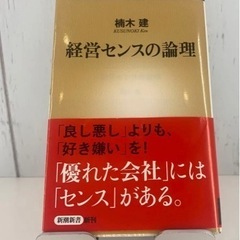 楠木 建
KUSUNOKI Ken
経営センスの論理
「良し悪し」よりも、
「好き嫌い」を!
「優れた会社」には
「センス」がある。
新潮新書 新刊